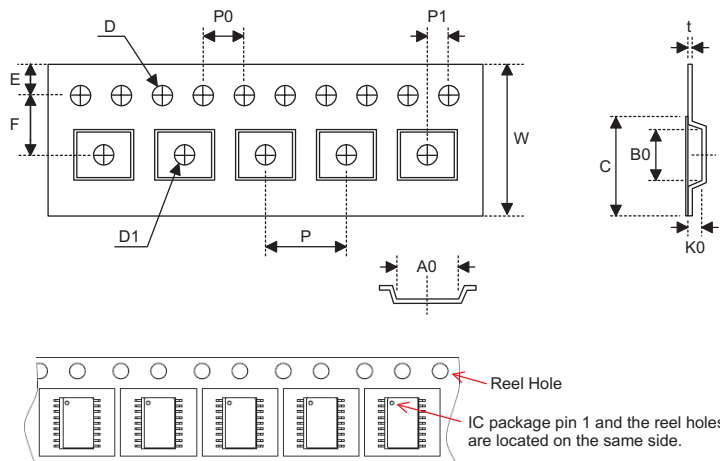 D
P0
P1
t
E
F
W
C
B0
D1
P
K0
A0
Reel Hole
IC package pin 1 and the reel holes
are located on the same side.